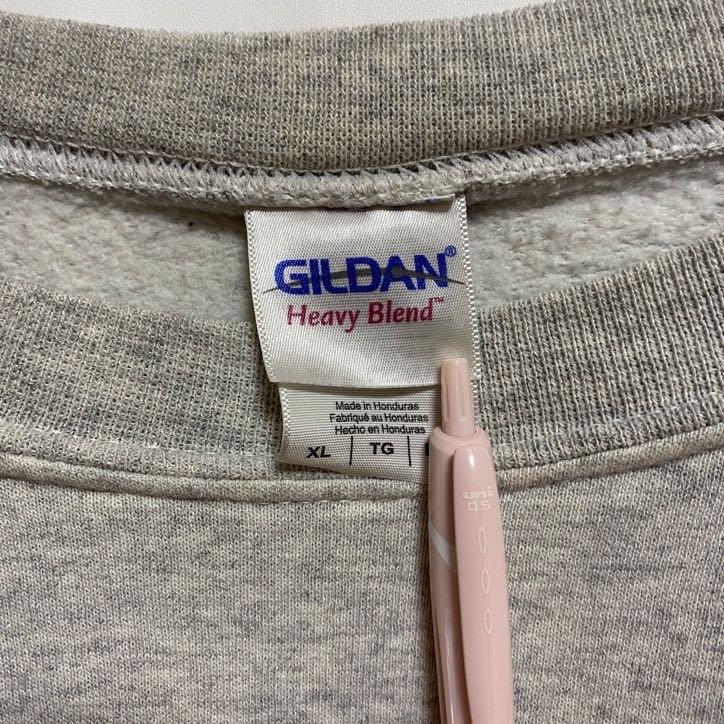 GILDAN®
Heavy Blend™
Made in Honduras
Fabriqué au Honduras
Hecho en Honduras
XL | TG |
uni
0.5